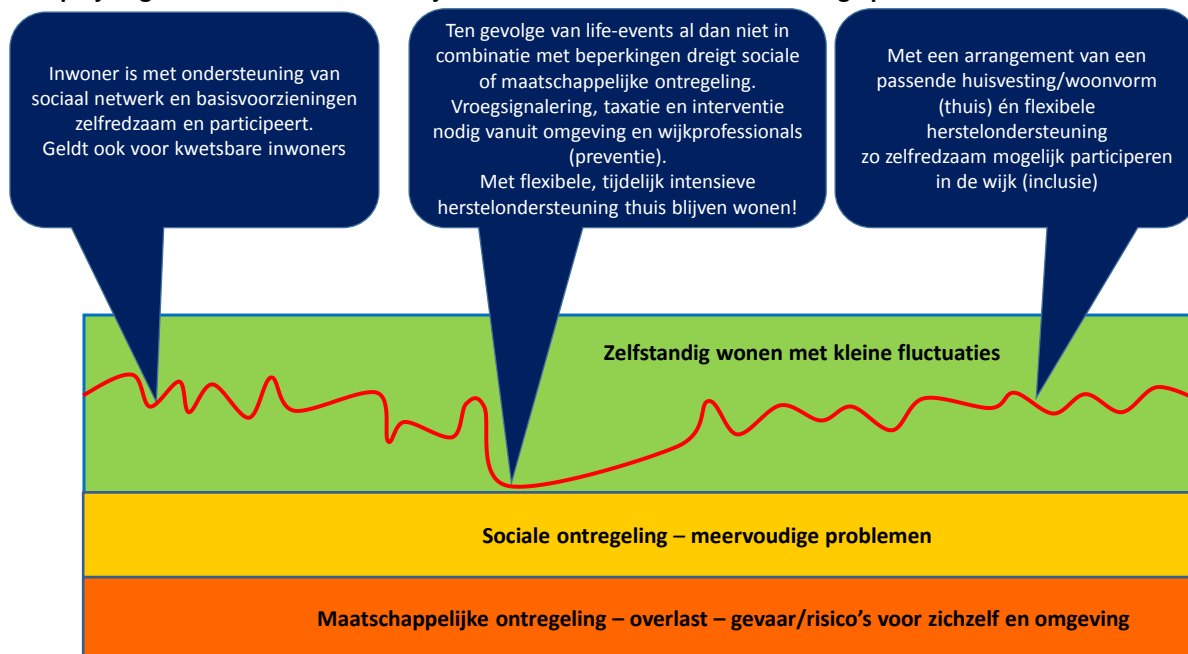 Inwoner is met ondersteuning van
sociaal netwerk en basisvoorzieningen
zelfredzaam en participeert.
Geldt ook voor kwetsbare inwoners
Ten gevolge van life-events al dan niet in
combinatie met beperkingen dreigt sociale
of maatschappelijke ontregeling.
Vroegsignalering, taxatie en interventie
nodig vanuit omgeving en wijkprofessionals
(preventie).
Met flexibele, tijdelijk intensieve
herstelondersteuning thuis blijven wonen!
Met een arrangement van een
passende huisvesting/woonvorm
(thuis) én flexibele
herstelondersteuning
zo zelfredzaam mogelijk participeren
in de wijk (inclusie)
Zelfstandig wonen met kleine fluctuaties
Sociale ontregeling – meervoudige problemen
Maatschappelijke ontregeling – overlast – gevaar/risico's voor zichzelf en omgeving